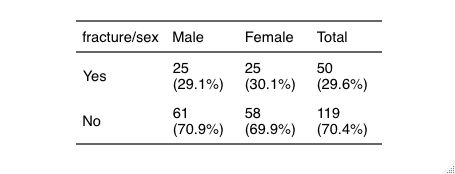 fracture/sex Male Female Total
Yes 25 25 50
(29.1%) (30.1%) (29.6%)
No 61 58 119
(70.9%) (69.9%) (70.4%)